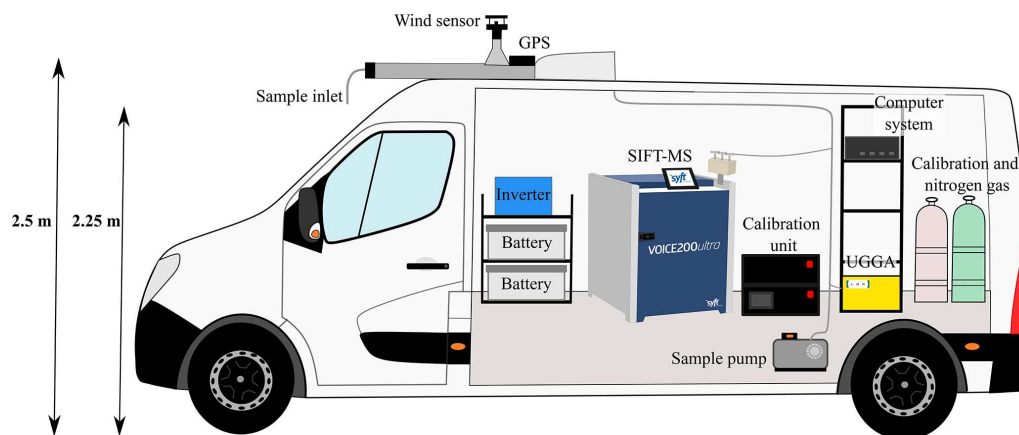 Wind sensor
GPS
Sample inlet
2.5 m
2.25 m
Inverter
Battery
Battery
SIFT-MS
syft
VOICE200ultra
syft
Calibration
unit
Sample pump
Computer
system
UGGA
Calibration and
nitrogen gas